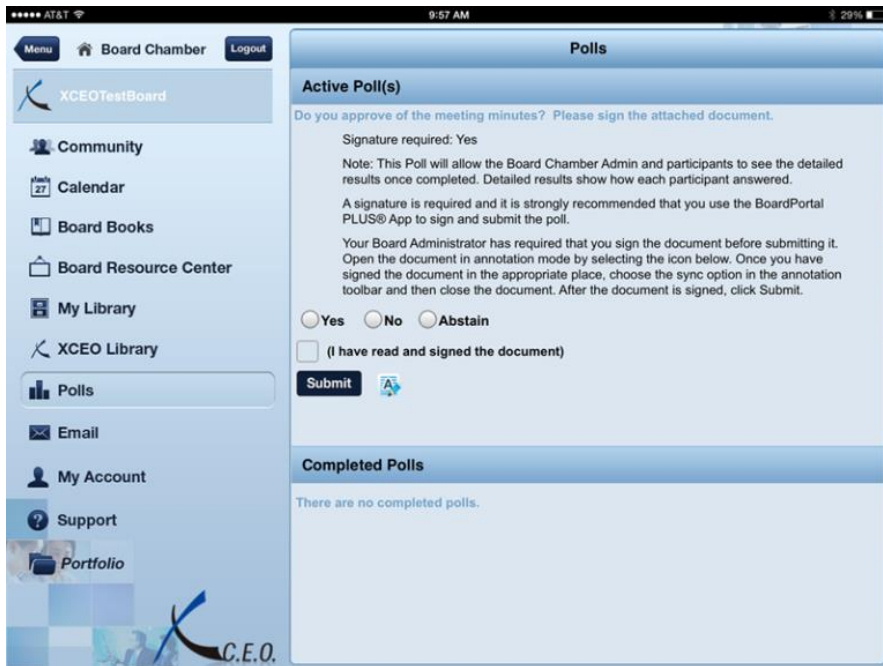 AT&T 9:57 AM 29%
Menu Board Chamber Logout
XCEOTestBoard
Community
27 Calendar
Board Books
Board Resource Center
My Library
XCEO Library
Polls
Email
My Account
? Support
Portfolio
C.E.O.
Polls
Active Poll(s)
Do you approve of the meeting minutes? Please sign the attached document.
Signature required: Yes
Note: This Poll will allow the Board Chamber Admin and participants to see the detailed
results once completed. Detailed results show how each participant answered.
A signature is required and it is strongly recommended that you use the BoardPortal
PLUS® App to sign and submit the poll.
Your Board Administrator has required that you sign the document before submitting it.
Open the document in annotation mode by selecting the icon below. Once you have
signed the document in the appropriate place, choose the sync option in the annotation
toolbar and then close the document. After the document is signed, click Submit.
Yes No Abstain
(I have read and signed the document)
Submit A
Completed Polls
There are no completed polls.